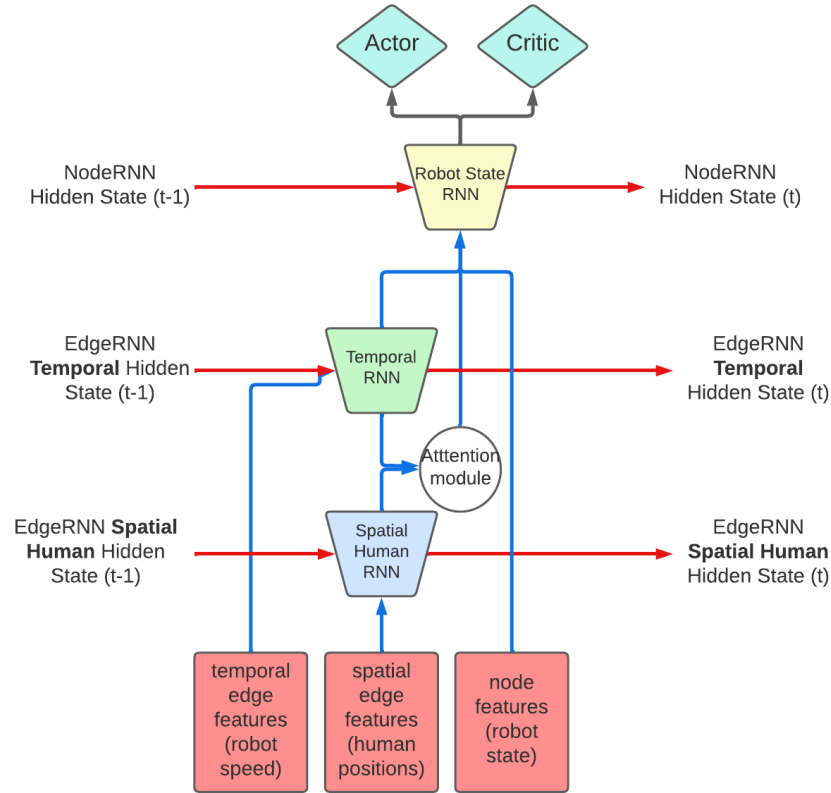 Actor
Critic
NodeRNN
Hidden State (t-1)
Robot State
RNN
NodeRNN
Hidden State (t)
EdgeRNN
Temporal Hidden
State (t-1)
Temporal
RNN
EdgeRNN
Temporal
Hidden State (t)
Atttention
module
EdgeRNN Spatial
Human Hidden
State (t-1)
Spatial
Human
RNN
EdgeRNN
Spatial Human
Hidden State (t)
temporal
edge
features
(robot
speed)
spatial
edge
features
(human
positions)
node
features
(robot
state)